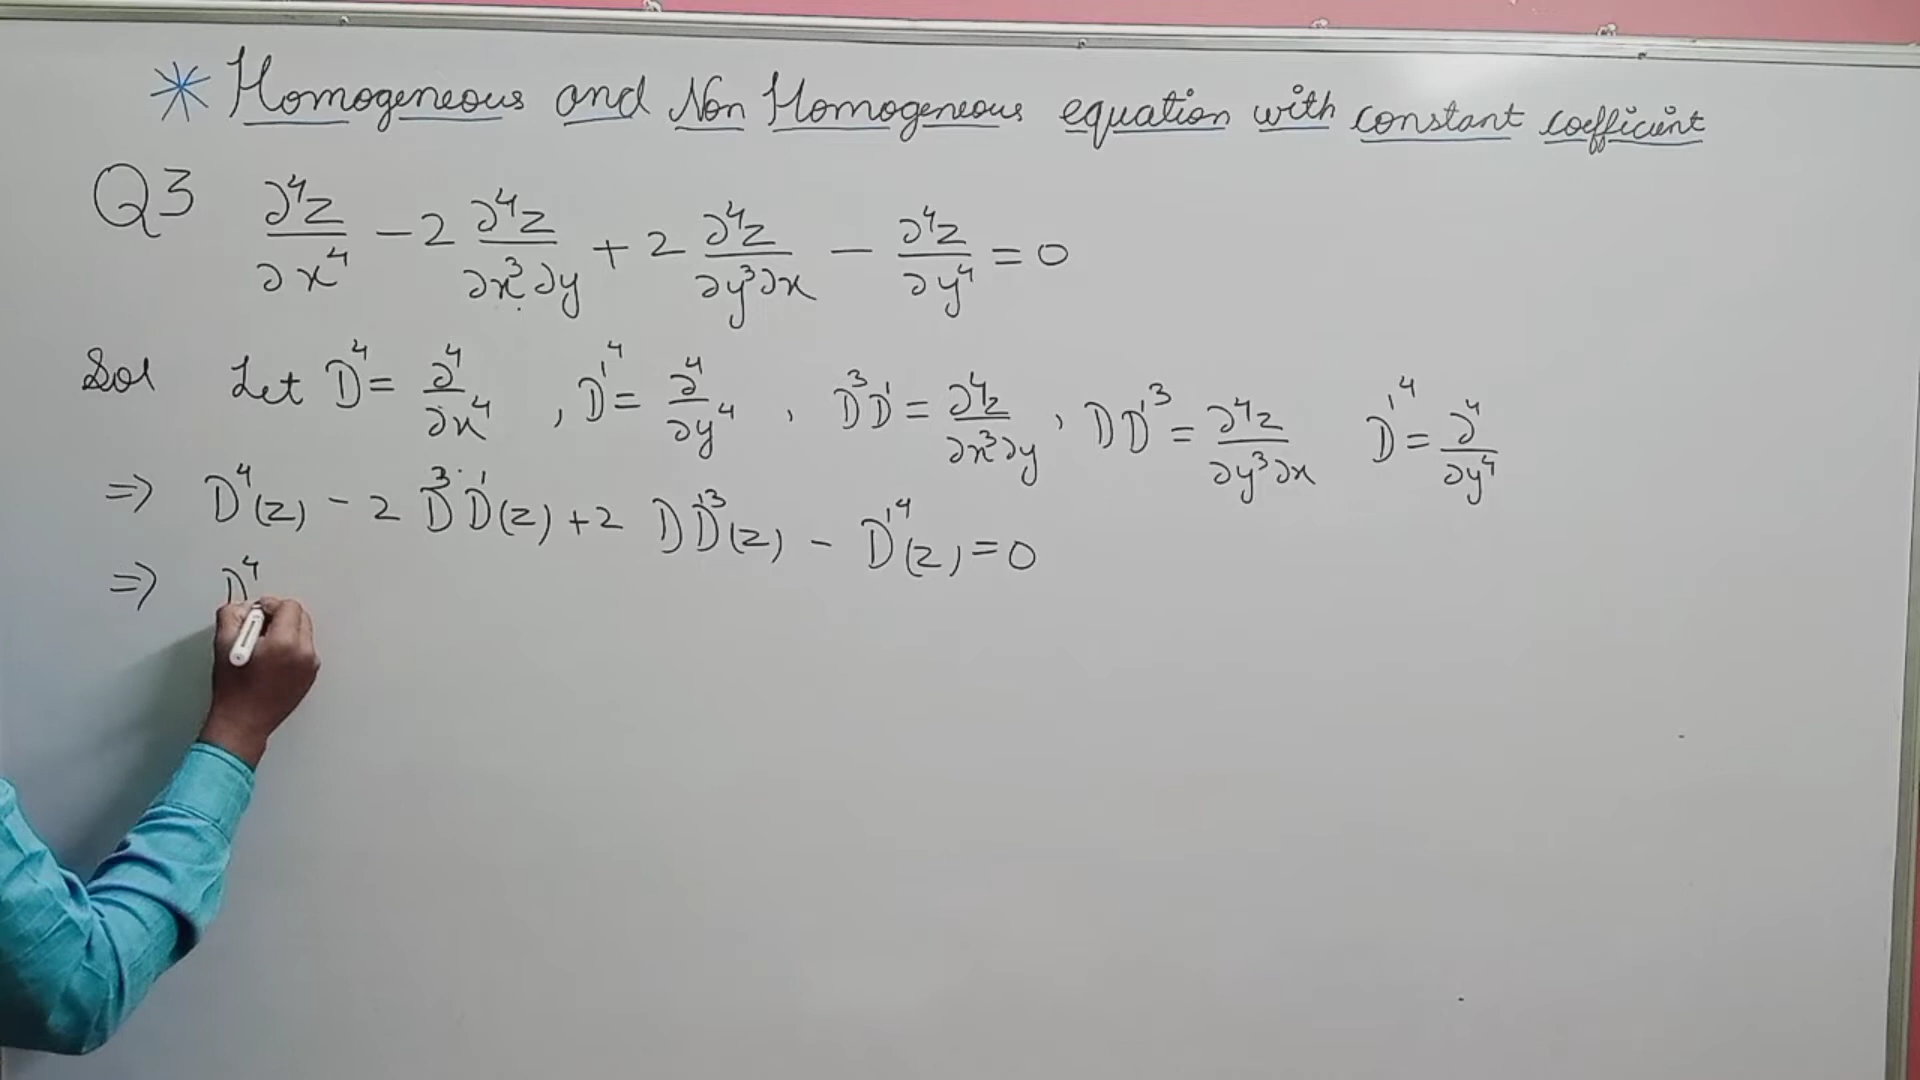 * Homogeneous and Non Homogeneous equation with constant coefficient
Q3 ∂⁴z/∂x⁴ − 2 ∂⁴z/∂x³∂y + 2 ∂⁴z/∂y³∂x − ∂⁴z/∂y⁴ = 0
Sol Let D⁴ = ∂⁴/∂x⁴ , D'⁴ = ∂⁴/∂y⁴ , D³D' = ∂⁴z/∂x³∂y , DD'³ = ∂⁴z/∂y³∂x D'⁴ = ∂⁴/∂y⁴
⇒ D⁴(z) − 2 D³D'(z) + 2 DD'³(z) − D'⁴(z) = 0
⇒ D⁴